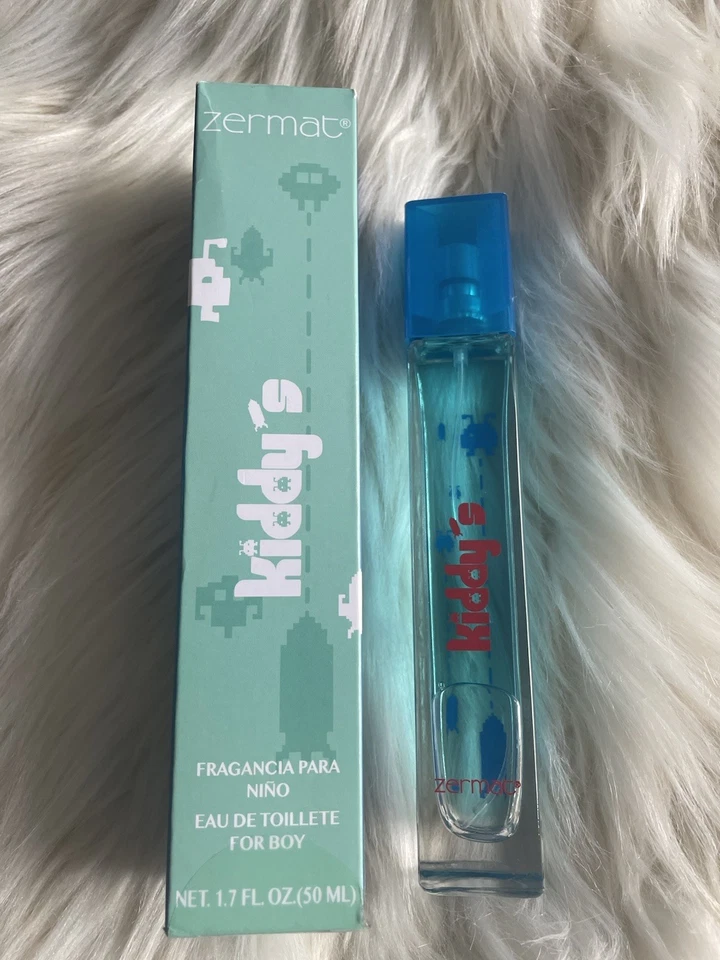 zermat®
kiddy's
FRAGANCIA PARA
NIÑO
EAU DE TOILLETE
FOR BOY
NET. 1.7 FL. OZ.(50 ML)
kiddy's
zermat®